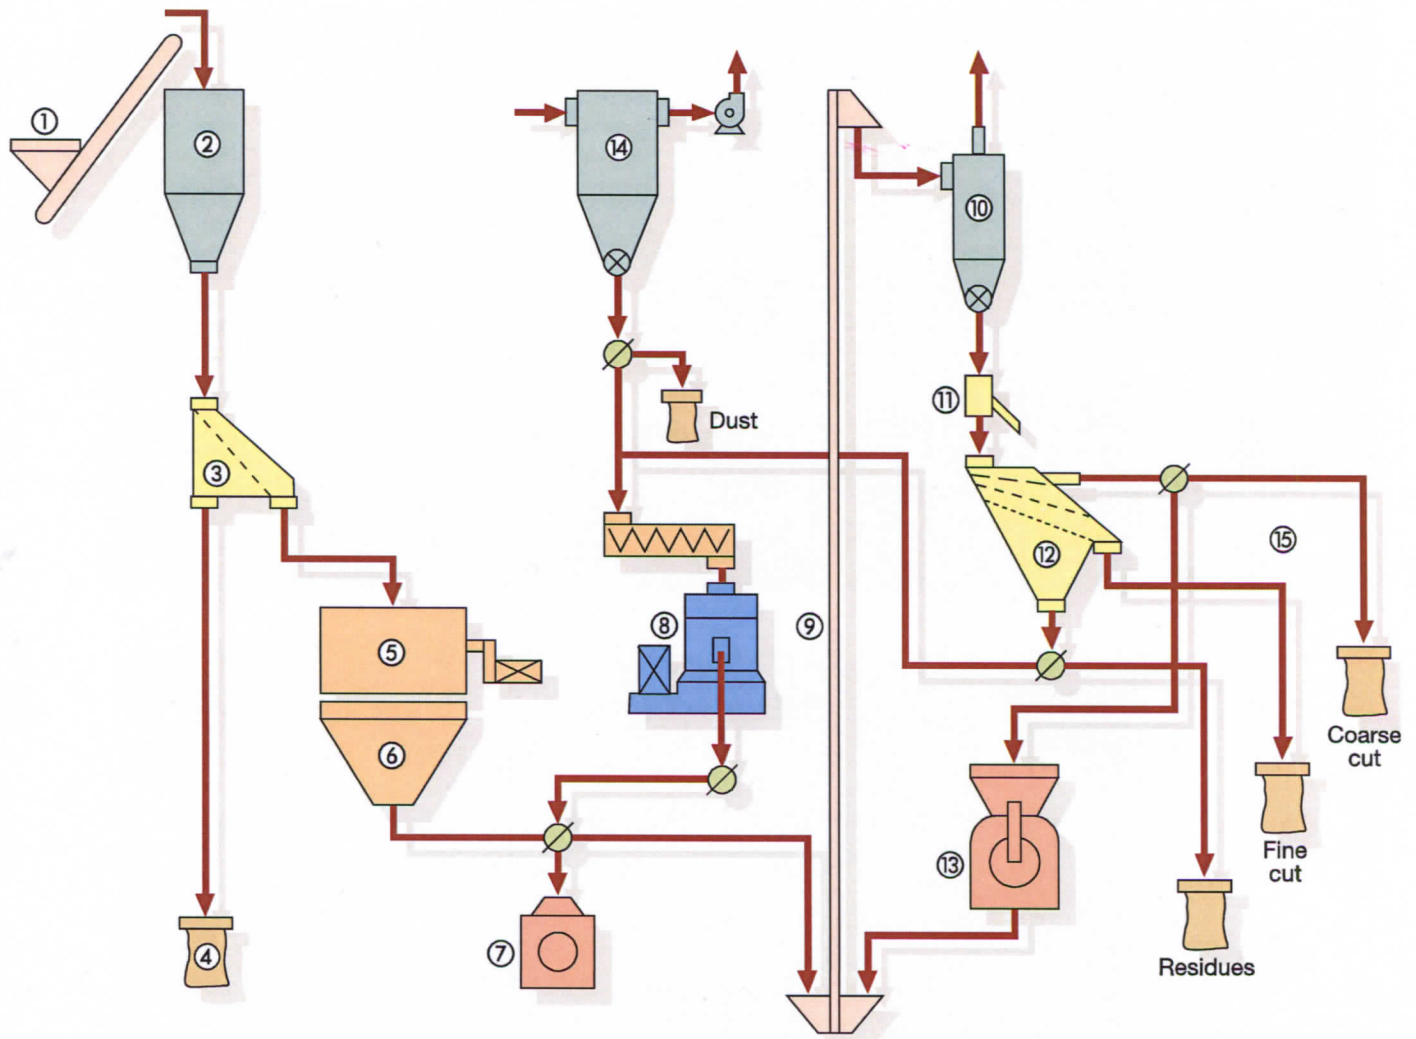 ①
②
⑭
⑩
Dust
⑪
③
⑫
⑮
⑤
⑧
⑨
⑥
Coarse
cut
Fine
cut
⑬
④
⑦
Residues